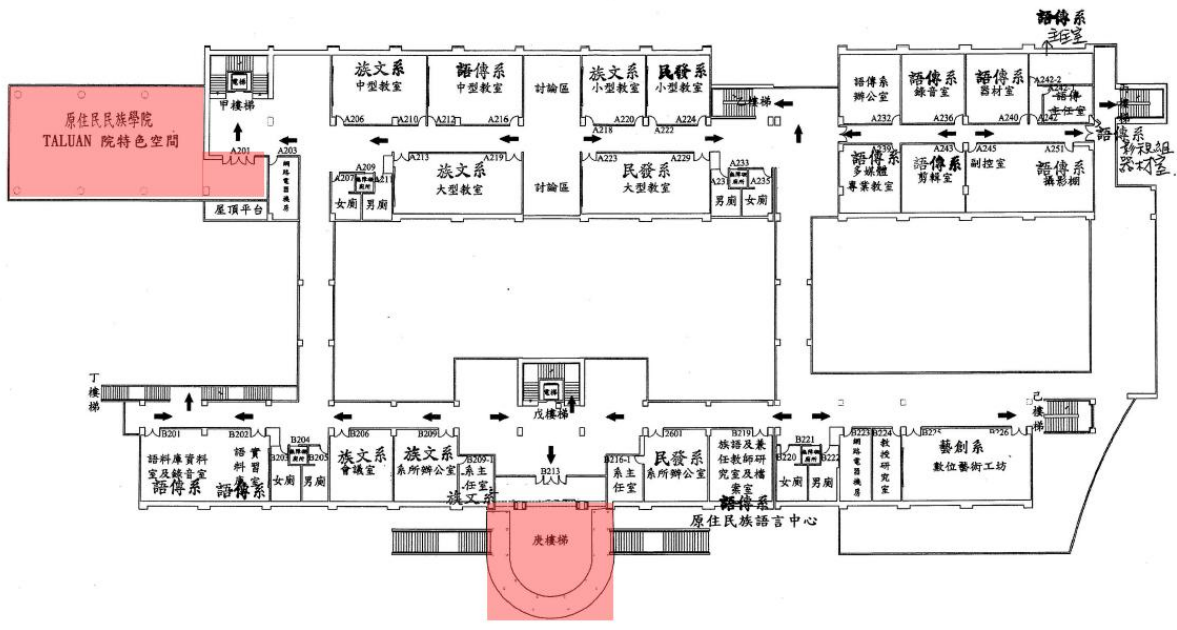 語傳系
主任室
電梯
甲樓梯
族文系
中型教室
語傳系
中型教室
討論區
族文系
小型教室
民發系
小型教室
乙樓梯
語傳系
辦公室
語傳系
錄音室
語傳系
器材室
A242-2
A242-1
語傳
主任室
丙樓梯
原住民民族學院
TALUAN 院特色空間
A201
A203
A206
A210
A212
A216
A218
A220
A222
A224
A232
A236
A240
A242
語傳系
影視組
器材室
網路電器機房
屋頂平台
A207
A209
A211
女廁
男廁
A213
A219
族文系
大型教室
討論區
A223
A229
民發系
大型教室
A231
A233
A235
男廁
女廁
A239
語傳系
多媒體
專業教室
A243
語傳系
剪輯室
A245
副控室
A251
語傳系
攝影棚
丁樓梯
電梯
戊樓梯
己樓梯
B201
語料庫資料
室及錄音室
語傳系
B202
語料庫
實習室
語傳系
B203
B204
B205
女廁
男廁
B206
族文系
會議室
B209
族文系
系所辦公室
B209-1
系主任室
族文系
B213
B216-1
系主任室
2601
民發系
系所辦公室
B219
族語及兼
任教師研
究室及檔
案室
語傳系
原住民族語言中心
B220
B221
B222
女廁
男廁
B223
網路電器機房
B224
教授研究室
B225
B226
藝創系
數位藝術工坊
庚樓梯